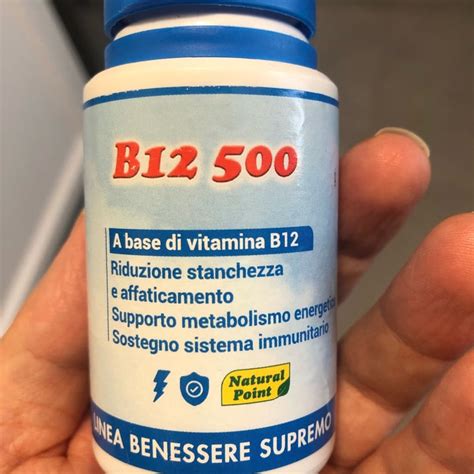 B12 500
A base di vitamina B12
Riduzione stanchezza
e affaticamento
Supporto metabolismo energetico
Sostegno sistema immunitario
Natural
Point
LINEA BENESSERE SUPREMO